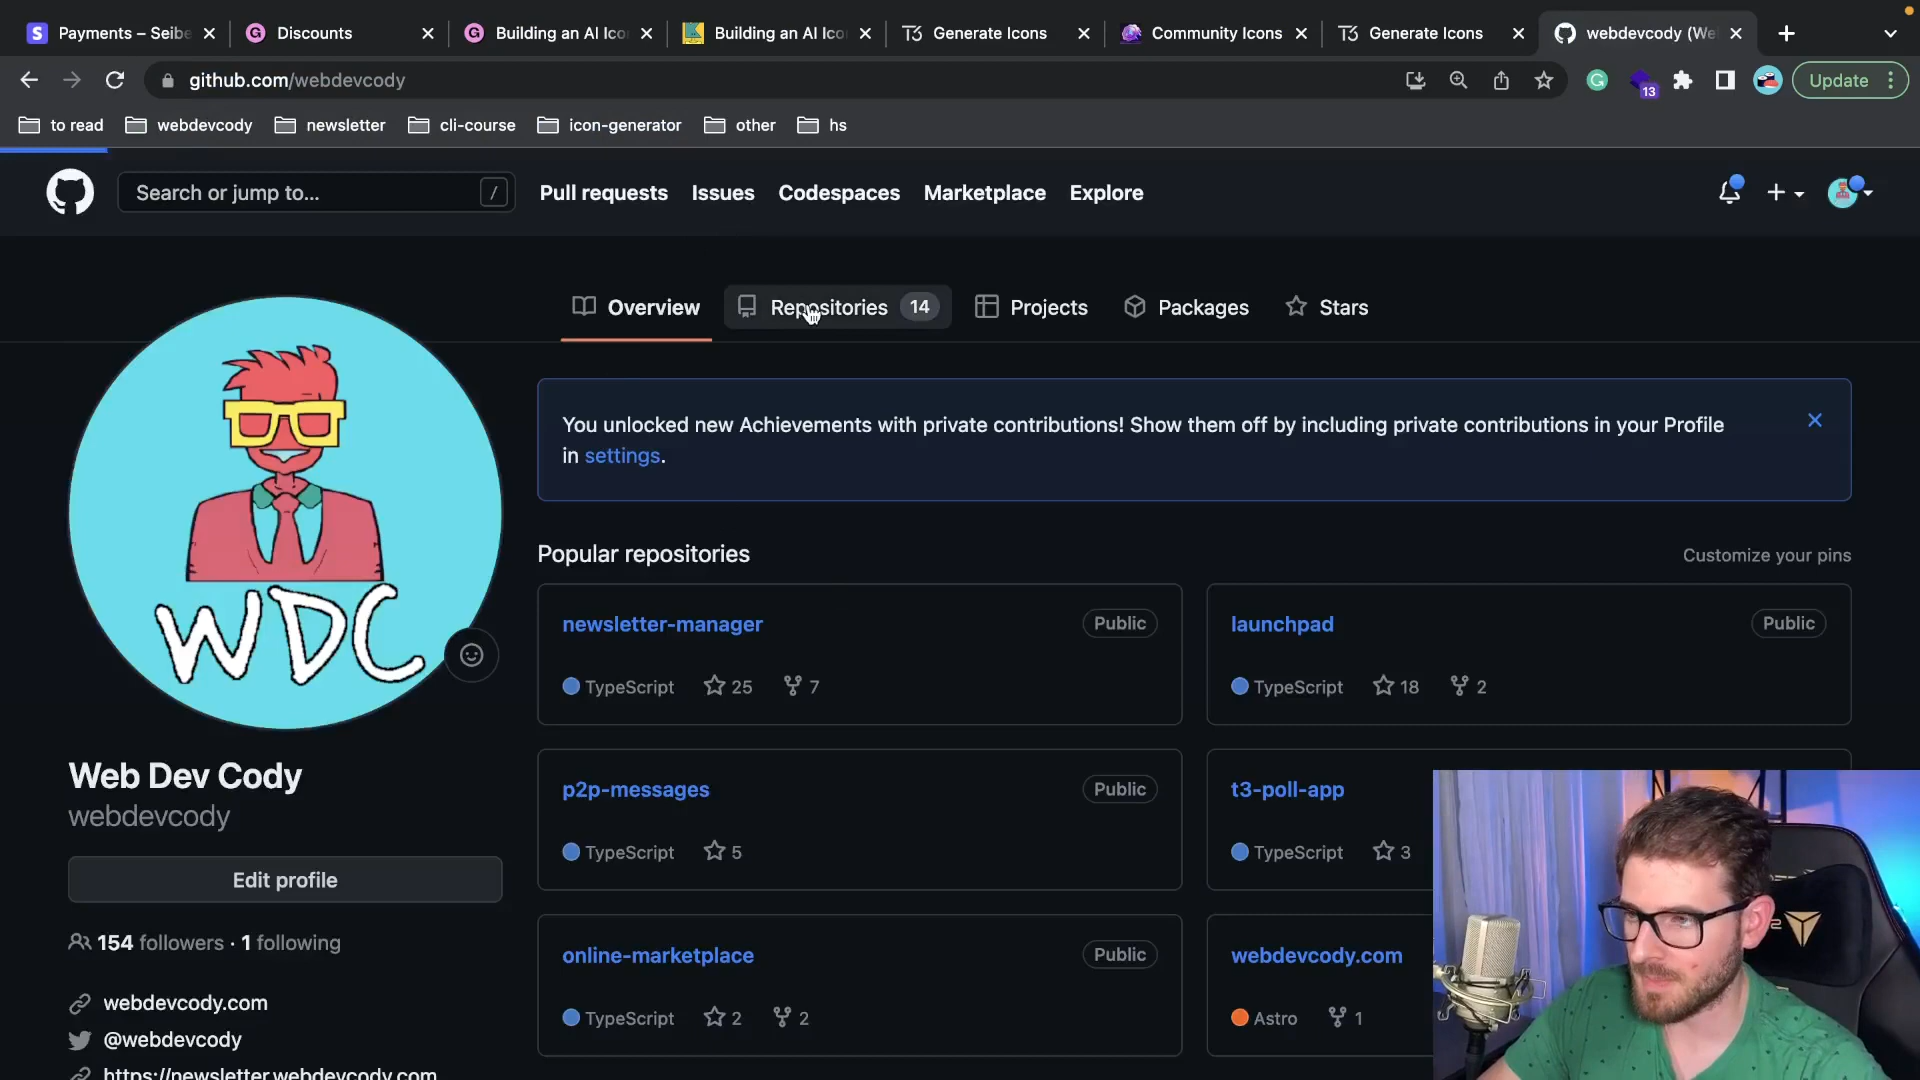 Payments – Seibe
Discounts
Building an AI Ico
Building an AI Ico
Generate Icons
Community Icons
Generate Icons
webdevcody (We
github.com/webdevcody
13
Update
to read
webdevcody
newsletter
cli-course
icon-generator
other
hs
Search or jump to...
/
Pull requests
Issues
Codespaces
Marketplace
Explore
Overview
Repositories 14
Projects
Packages
Stars
You unlocked new Achievements with private contributions! Show them off by including private contributions in your Profile
in settings.
WDC
Popular repositories
Customize your pins
newsletter-manager
Public
TypeScript
25
7
launchpad
Public
TypeScript
18
2
p2p-messages
Public
TypeScript
5
t3-poll-app
TypeScript
3
online-marketplace
Public
TypeScript
2
2
webdevcody.com
Astro
1
Web Dev Cody
webdevcody
Edit profile
154 followers · 1 following
webdevcody.com
@webdevcody
https://newsletter.webdevcody.com